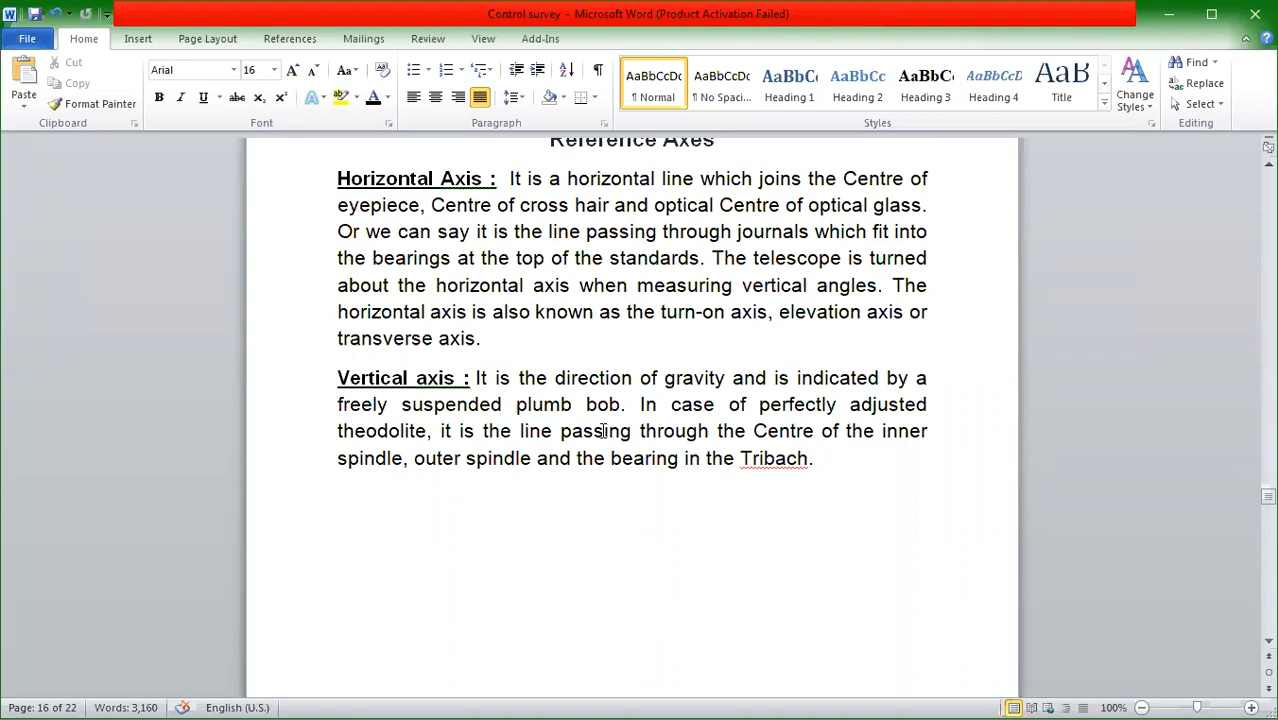 Control survey - Microsoft Word (Product Activation Failed)
File Home Insert Page Layout References Mailings Review View Add-Ins
Paste
Cut
Copy
Format Painter
Clipboard
Arial 16
Font
Paragraph
AaBbCcDc AaBbCcDc AaBbC AaBbCc AaBbCc AaBbCcD AaB
¶ Normal ¶ No Spaci... Heading 1 Heading 2 Heading 3 Heading 4 Title
Change
Styles
Styles
Find
Replace
Select
Editing
Reference Axes
Horizontal Axis : It is a horizontal line which joins the Centre of
eyepiece, Centre of cross hair and optical Centre of optical glass.
Or we can say it is the line passing through journals which fit into
the bearings at the top of the standards. The telescope is turned
about the horizontal axis when measuring vertical angles. The
horizontal axis is also known as the turn-on axis, elevation axis or
transverse axis.
Vertical axis : It is the direction of gravity and is indicated by a
freely suspended plumb bob. In case of perfectly adjusted
theodolite, it is the line passing through the Centre of the inner
spindle, outer spindle and the bearing in the Tribach.
Page: 16 of 22 Words: 3,160 English (U.S.) 100%